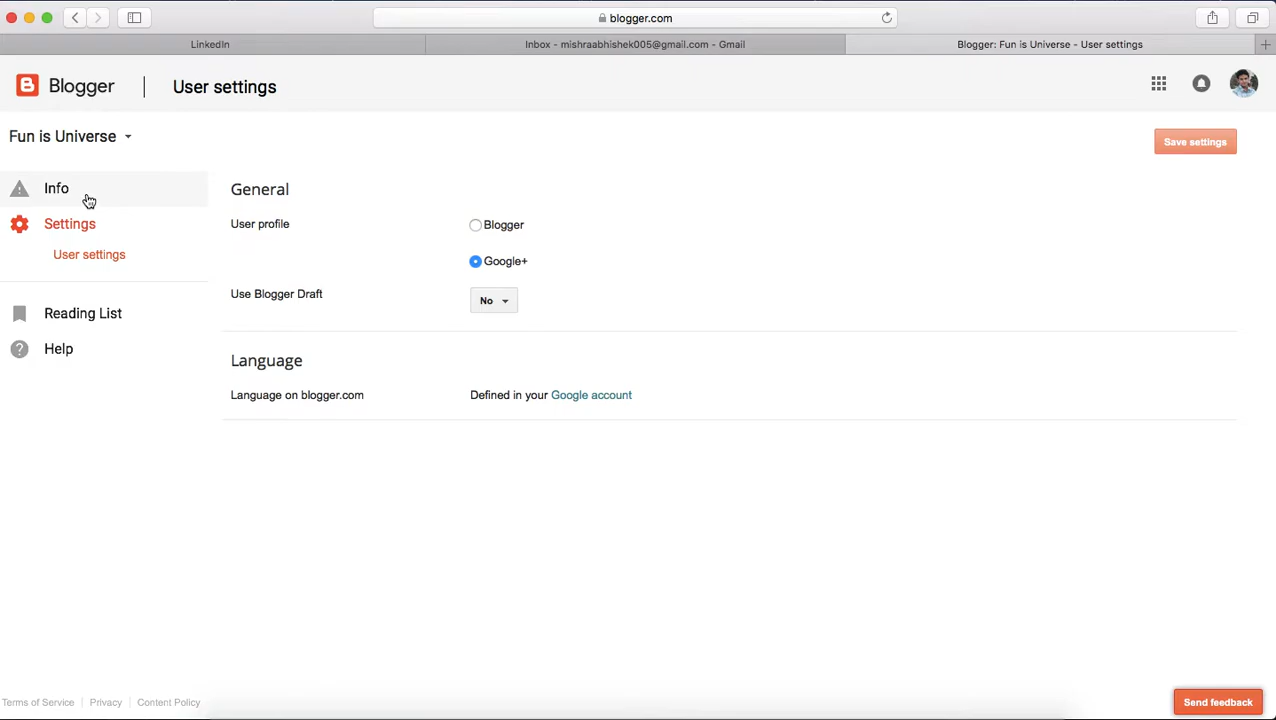 blogger.com
LinkedIn
Inbox - mishraabhishek005@gmail.com - Gmail
Blogger: Fun is Universe - User settings
Blogger
User settings
Fun is Universe
Save settings
Info
Settings
User settings
Reading List
Help
General
User profile
Blogger
Google+
Use Blogger Draft
No
Language
Language on blogger.com
Defined in your Google account
Terms of Service
Privacy
Content Policy
Send feedback